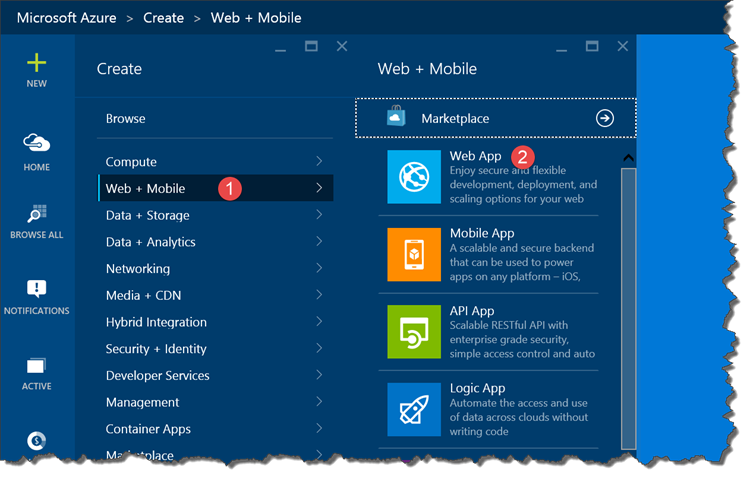 Microsoft Azure > Create > Web + Mobile
NEW
HOME
BROWSE ALL
NOTIFICATIONS
ACTIVE
Create
Browse
Compute
Web + Mobile 1
Data + Storage
Data + Analytics
Networking
Media + CDN
Hybrid Integration
Security + Identity
Developer Services
Management
Container Apps
Marketplace
Web + Mobile
Marketplace
Web App 2
Enjoy secure and flexible
development, deployment, and
scaling options for your web
Mobile App
A scalable and secure backend
that can be used to power
apps on any platform – iOS,
API App
Scalable RESTful API with
enterprise grade security,
simple access control and auto
Logic App
Automate the access and use
of data across clouds without
writing code